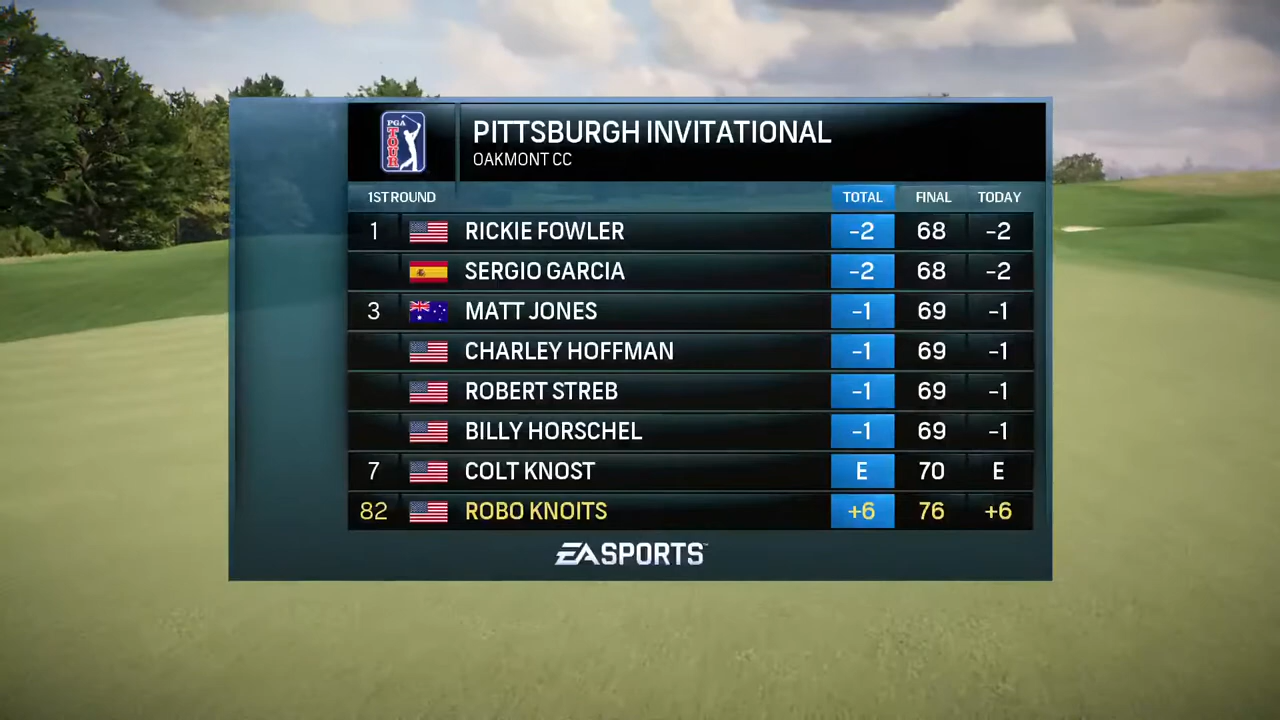 PGA TOUR
PITTSBURGH INVITATIONAL
OAKMONT CC
1ST ROUND TOTAL FINAL TODAY
1 RICKIE FOWLER -2 68 -2
SERGIO GARCIA -2 68 -2
3 MATT JONES -1 69 -1
CHARLEY HOFFMAN -1 69 -1
ROBERT STREB -1 69 -1
BILLY HORSCHEL -1 69 -1
7 COLT KNOST E 70 E
82 ROBO KNOITS +6 76 +6
EA SPORTS™